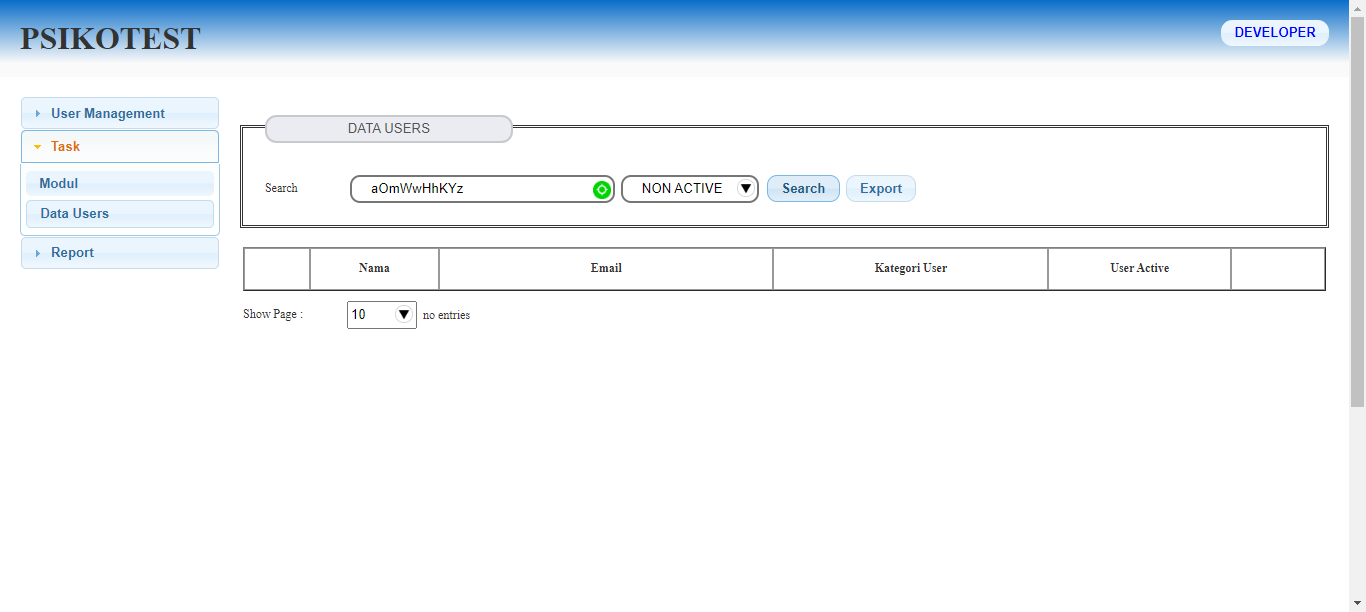 PSIKOTEST
DEVELOPER
User Management
Task
Modul
Data Users
Report
DATA USERS
Search aOmWwHhKYz NON ACTIVE Search Export
Nama Email Kategori User User Active
Show Page : 10 no entries